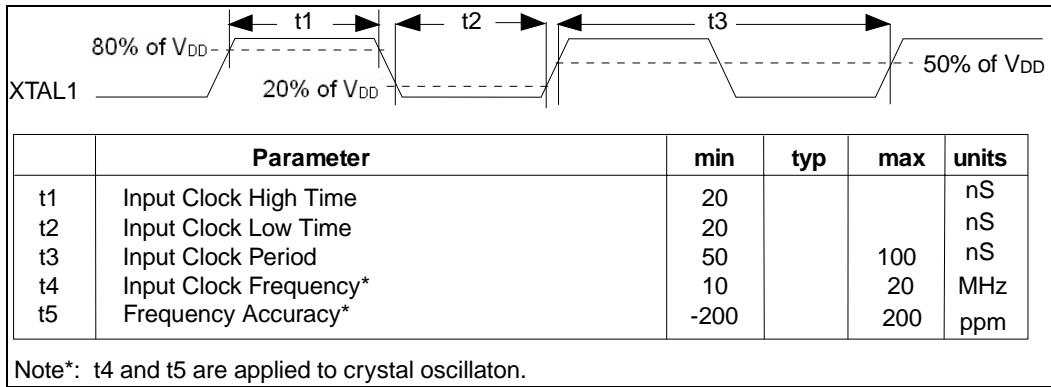 t1 t2 t3
80% of VDD
50% of VDD
XTAL1 20% of VDD
Parameter min typ max units
t1 Input Clock High Time 20 nS
t2 Input Clock Low Time 20 nS
t3 Input Clock Period 50 100 nS
t4 Input Clock Frequency* 10 20 MHz
t5 Frequency Accuracy* -200 200 ppm
Note*: t4 and t5 are applied to crystal oscillaton.